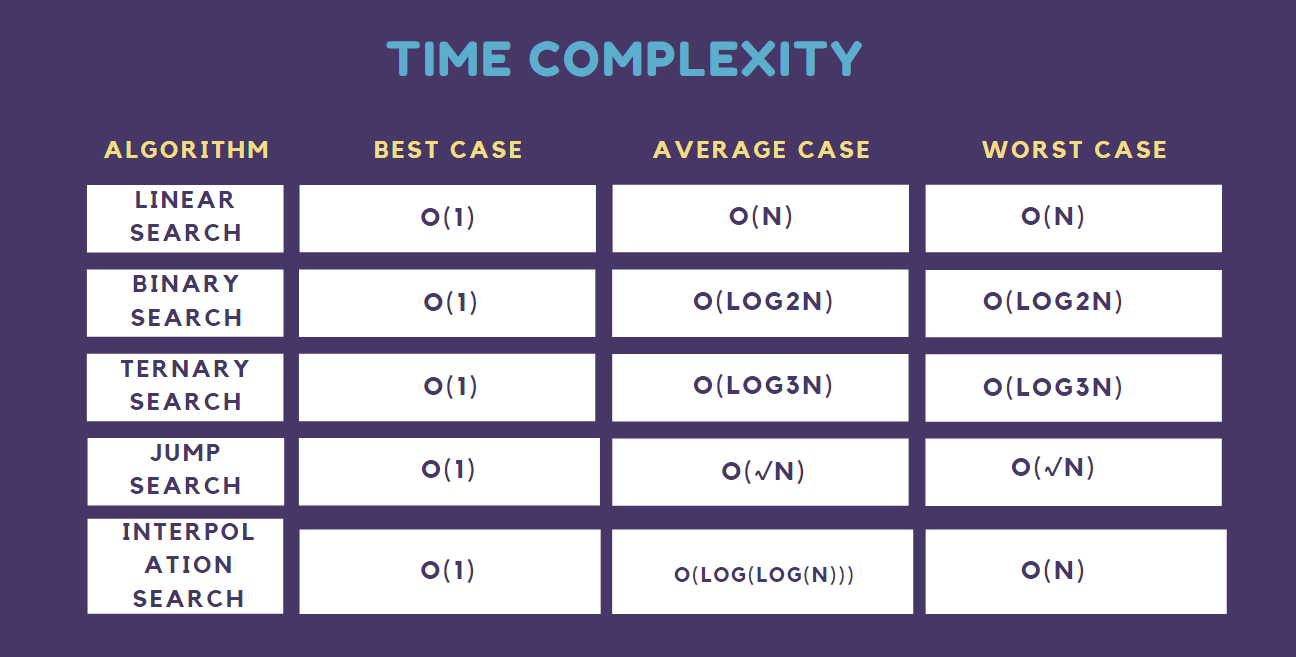 TIME COMPLEXITY
ALGORITHM BEST CASE AVERAGE CASE WORST CASE
LINEAR
SEARCH
O(1) O(N) O(N)
BINARY
SEARCH
O(1) O(LOG2N) O(LOG2N)
TERNARY
SEARCH
O(1) O(LOG3N) O(LOG3N)
JUMP
SEARCH
O(1) O(√N) O(√N)
INTERPOL
ATION
SEARCH
O(1) O(LOG(LOG(N))) O(N)